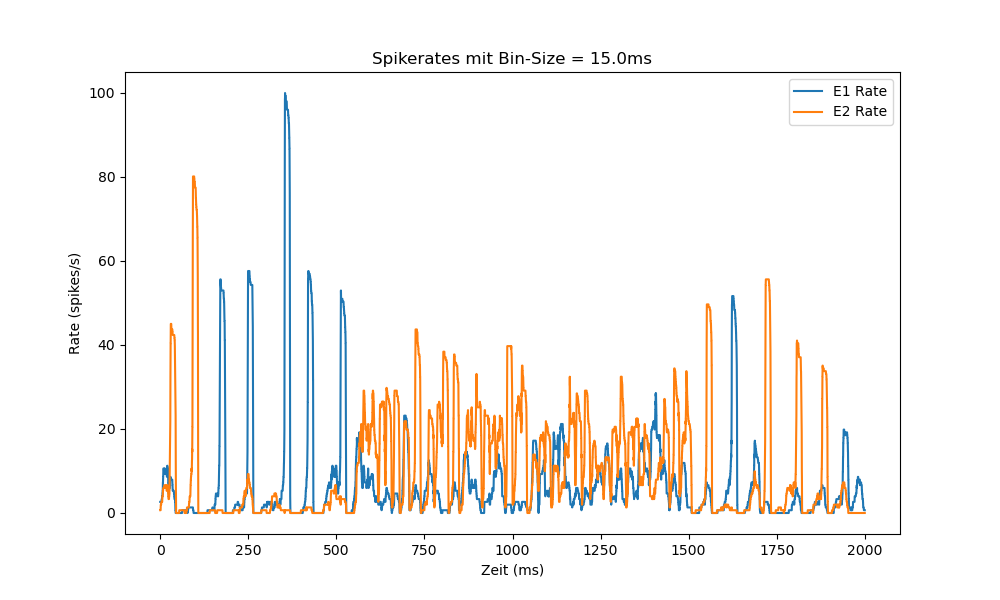 Spikerates mit Bin-Size = 15.0ms
E1 Rate
E2 Rate
100
80
60
40
20
0
Rate (spikes/s)
0 250 500 750 1000 1250 1500 1750 2000
Zeit (ms)